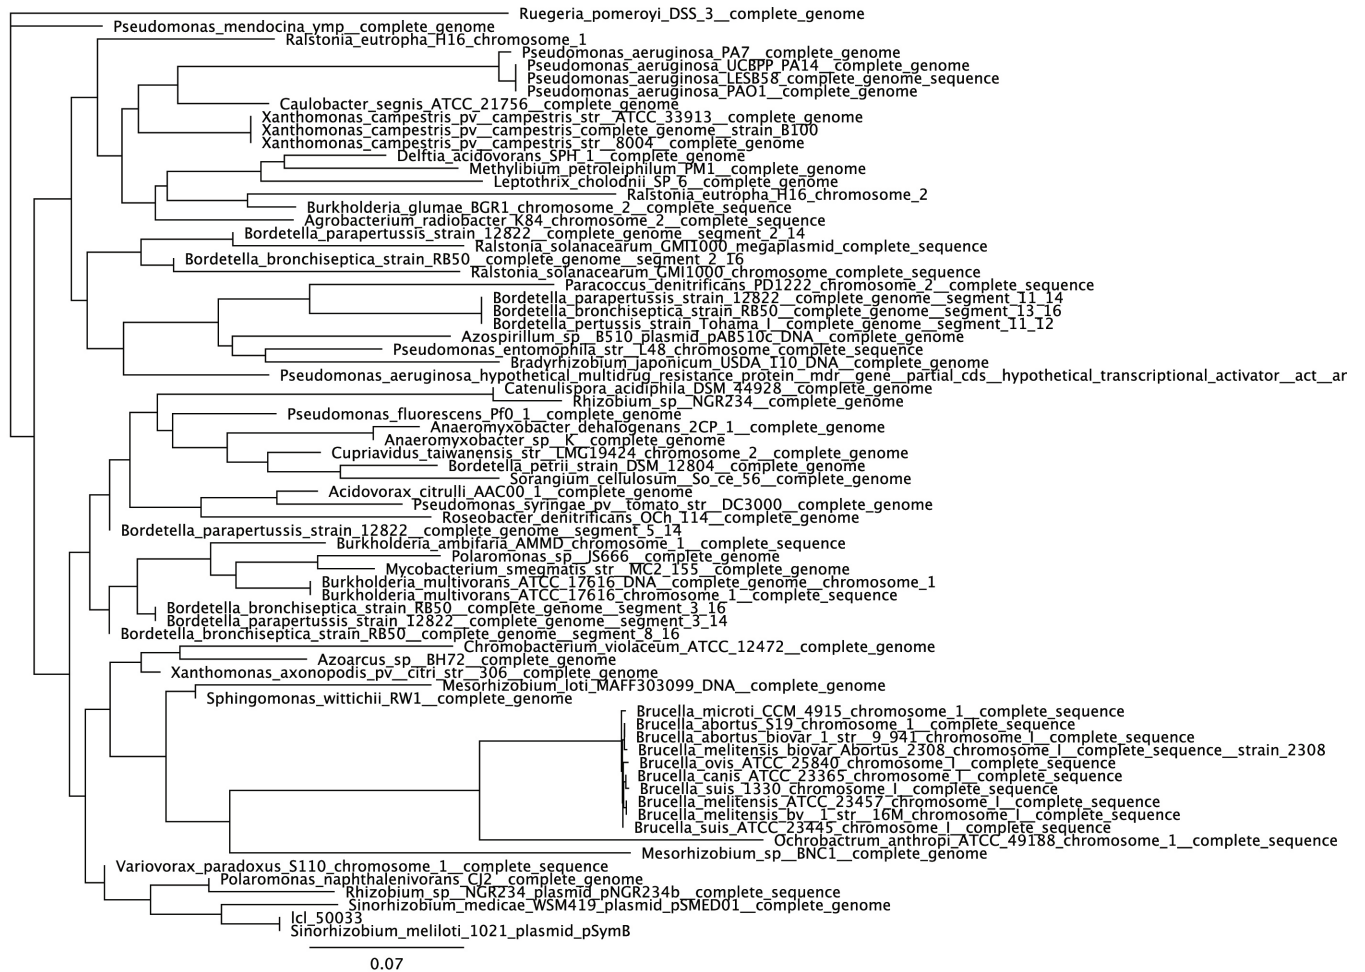 Ruegeria_pomeroyi_DSS_3__complete_genome
Pseudomonas_mendocina_ymp__complete_genome
Ralstonia_eutropha_H16_chromosome_1
Pseudomonas_aeruginosa_PA7__complete_genome
Pseudomonas_aeruginosa_UCBPP_PA14__complete_genome
Pseudomonas_aeruginosa_LESB58_complete_genome_sequence
Pseudomonas_aeruginosa_PAO1__complete_genome
Caulobacter_segnis_ATCC_21756__complete_genome
Xanthomonas_campestris_pv__campestris_str__ATCC_33913__complete_genome
Xanthomonas_campestris_pv__campestris_complete_genome__strain_B100
Xanthomonas_campestris_pv__campestris_str__8004__complete_genome
Delftia_acidovorans_SPH_1__complete_genome
Methylibium_petroleiphilum_PM1__complete_genome
Leptothrix_cholodnii_SP_6__complete_genome
Ralstonia_eutropha_H16_chromosome_2
Burkholderia_glumae_BGR1_chromosome_2__complete_sequence
Agrobacterium_radiobacter_K84_chromosome_2__complete_sequence
Bordetella_parapertussis_strain_12822__complete_genome__segment_2_14
Ralstonia_solanacearum_GMI1000_megaplasmid_complete_sequence
Bordetella_bronchiseptica_strain_RB50__complete_genome__segment_2_16
Ralstonia_solanacearum_GMI1000_chromosome_complete_sequence
Paracoccus_denitrificans_PD1222_chromosome_2__complete_sequence
Bordetella_parapertussis_strain_12822__complete_genome__segment_11_14
Bordetella_bronchiseptica_strain_RB50__complete_genome__segment_13_16
Bordetella_pertussis_strain_Tohama_I__complete_genome__segment_11_12
Azospirillum_sp__B510_plasmid_pAB510c_DNA__complete_genome
Pseudomonas_entomophila_str__L48_chromosome_complete_sequence
Bradyrhizobium_japonicum_USDA_110_DNA__complete_genome
Pseudomonas_aeruginosa_hypothetical_multidrug_resistance_protein__mdr__gene__partial_cds__hypothetical_transcriptional_activator__act__ar
Catenulispora_acidiphila_DSM_44928__complete_genome
Rhizobium_sp__NGR234__complete_genome
Pseudomonas_fluorescens_Pf0_1__complete_genome
Anaeromyxobacter_dehalogenans_2CP_1__complete_genome
Anaeromyxobacter_sp__K__complete_genome
Cupriavidus_taiwanensis_str__LMG19424_chromosome_2__complete_genome
Bordetella_petrii_strain_DSM_12804__complete_genome
Sorangium_cellulosum__So_ce_56__complete_genome
Acidovorax_citrulli_AAC00_1__complete_genome
Pseudomonas_syringae_pv__tomato_str__DC3000__complete_genome
Roseobacter_denitrificans_OCh_114__complete_genome
Bordetella_parapertussis_strain_12822__complete_genome__segment_5_14
Burkholderia_ambifaria_AMMD_chromosome_1__complete_sequence
Polaromonas_sp__JS666__complete_genome
Mycobacterium_smegmatis_str__MC2_155__complete_genome
Burkholderia_multivorans_ATCC_17616_DNA__complete_genome__chromosome_1
Burkholderia_multivorans_ATCC_17616_chromosome_1__complete_sequence
Bordetella_bronchiseptica_strain_RB50__complete_genome__segment_3_16
Bordetella_parapertussis_strain_12822__complete_genome__segment_3_14
Bordetella_bronchiseptica_strain_RB50__complete_genome__segment_8_16
Chromobacterium_violaceum_ATCC_12472__complete_genome
Azoarcus_sp__BH72__complete_genome
Xanthomonas_axonopodis_pv__citri_str__306__complete_genome
Mesorhizobium_loti_MAFF303099_DNA__complete_genome
Sphingomonas_wittichii_RW1__complete_genome
Brucella_microti_CCM_4915_chromosome_1__complete_sequence
Brucella_abortus_S19_chromosome_1__complete_sequence
Brucella_abortus_biovar_1_str__9_941_chromosome_I__complete_sequence
Brucella_melitensis_biovar_Abortus_2308_chromosome_I__complete_sequence__strain_2308
Brucella_ovis_ATCC_25840_chromosome_I__complete_sequence
Brucella_canis_ATCC_23365_chromosome_I__complete_sequence
Brucella_suis_1330_chromosome_I__complete_sequence
Brucella_melitensis_ATCC_23457_chromosome_I__complete_sequence
Brucella_melitensis_bv__1_str__16M_chromosome_I__complete_sequence
Brucella_suis_ATCC_23445_chromosome_I__complete_sequence
Ochrobactrum_anthropi_ATCC_49188_chromosome_1__complete_sequence
Mesorhizobium_sp__BNC1__complete_genome
Variovorax_paradoxus_S110_chromosome_1__complete_sequence
Polaromonas_naphthalenivorans_CJ2__complete_genome
Rhizobium_sp__NGR234_plasmid_pNGR234b__complete_sequence
Sinorhizobium_medicae_WSM419_plasmid_pSMED01__complete_genome
lcl_50033
Sinorhizobium_meliloti_1021_plasmid_pSymB
0.07